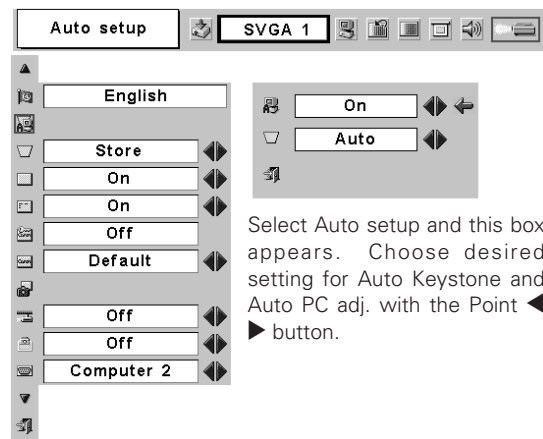 Auto setup
SVGA 1
English
Store
On
On
Off
Default
Off
Off
Computer 2
On
Auto
Select Auto setup and this box
appears. Choose desired
setting for Auto Keystone and
Auto PC adj. with the Point ◀
▶ button.